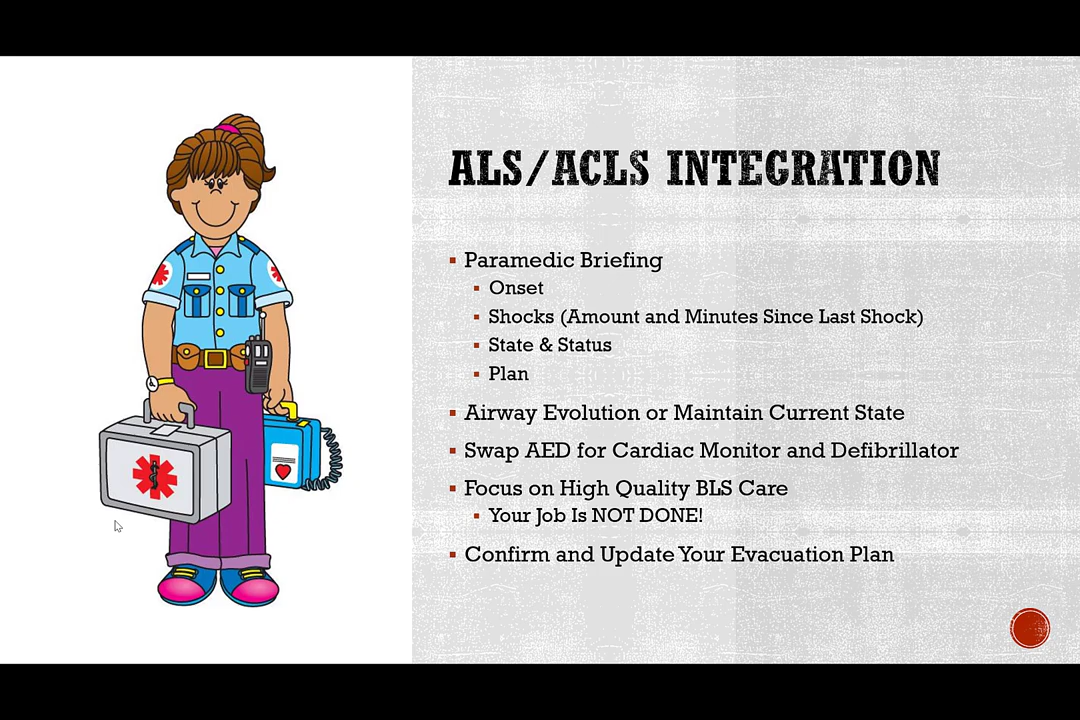 ALS/ACLS INTEGRATION
Paramedic Briefing
Onset
Shocks (Amount and Minutes Since Last Shock)
State & Status
Plan
Airway Evolution or Maintain Current State
Swap AED for Cardiac Monitor and Defibrillator
Focus on High Quality BLS Care
Your Job Is NOT DONE!
Confirm and Update Your Evacuation Plan